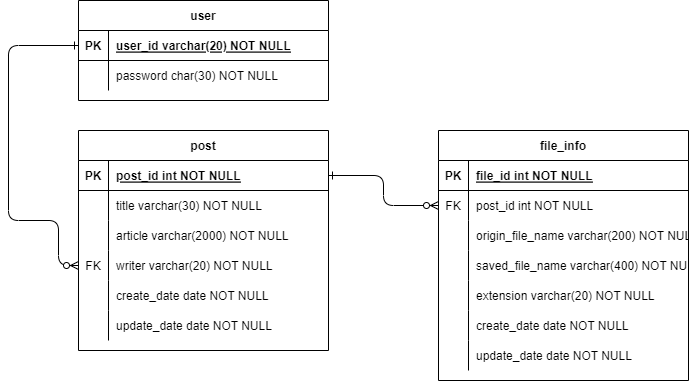 user
PK user_id varchar(20) NOT NULL
password char(30) NOT NULL
post
PK post_id int NOT NULL
title varchar(30) NOT NULL
article varchar(2000) NOT NULL
FK writer varchar(20) NOT NULL
create_date date NOT NULL
update_date date NOT NULL
file_info
PK file_id int NOT NULL
FK post_id int NOT NULL
origin_file_name varchar(200) NOT NUL
saved_file_name varchar(400) NOT NU
extension varchar(20) NOT NULL
create_date date NOT NULL
update_date date NOT NULL